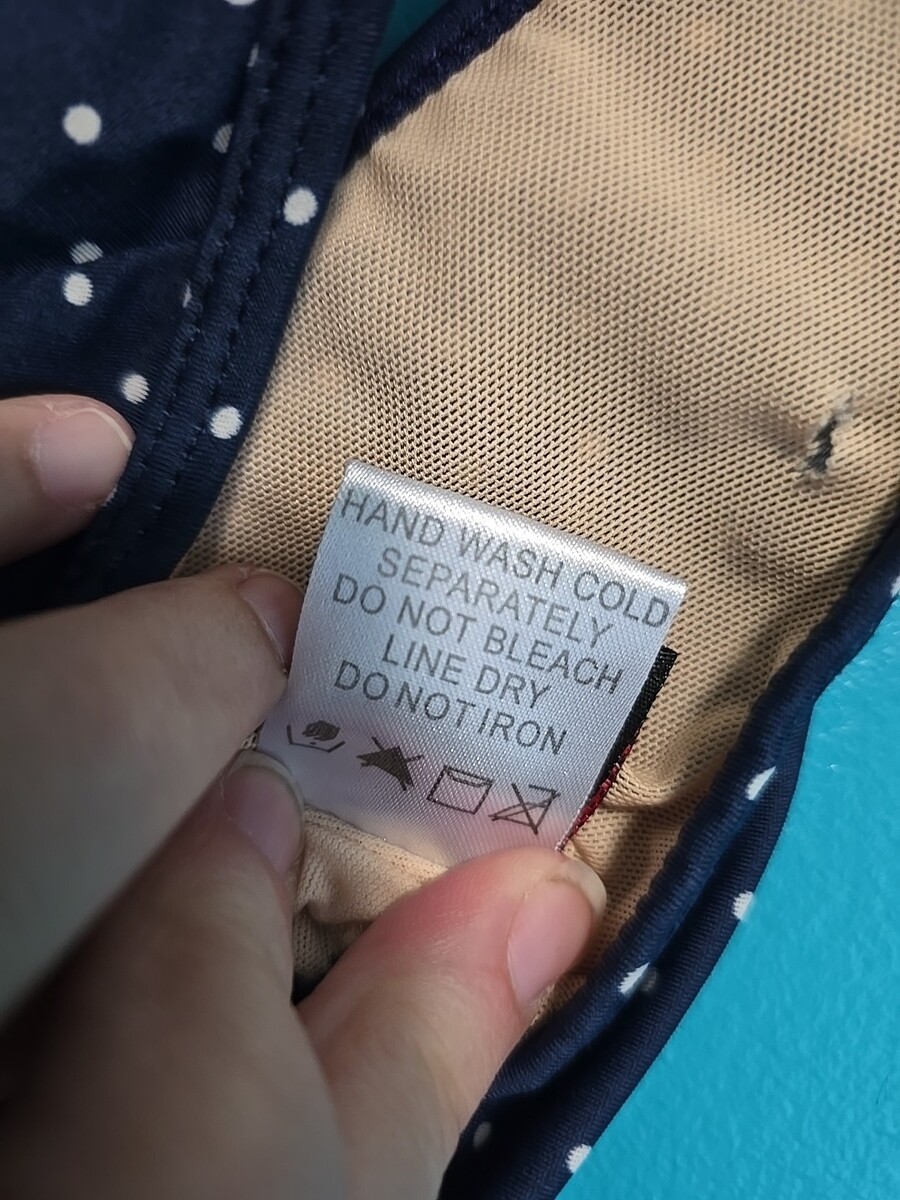 HAND WASH COLD
SEPARATELY
DO NOT BLEACH
LINE DRY
DO NOT IRON